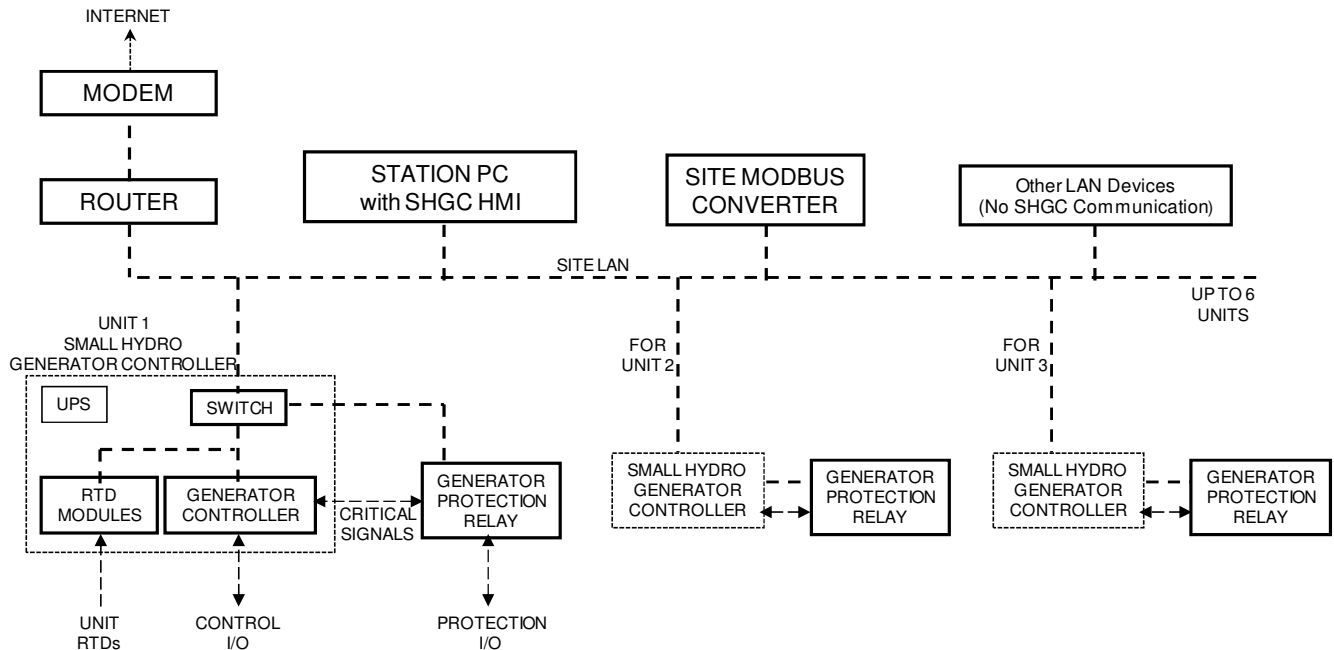 INTERNET
MODEM
ROUTER
STATION PC
with SHGC HMI
SITE MODBUS
CONVERTER
Other LAN Devices
(No SHGC Communication)
SITE LAN
UP TO 6
UNITS
UNIT 1
SMALL HYDRO
GENERATOR CONTROLLER
FOR
UNIT 2
FOR
UNIT 3
UPS
SWITCH
RTD
MODULES
GENERATOR
CONTROLLER
CRITICAL
SIGNALS
GENERATOR
PROTECTION
RELAY
SMALL HYDRO
GENERATOR
CONTROLLER
GENERATOR
PROTECTION
RELAY
SMALL HYDRO
GENERATOR
CONTROLLER
GENERATOR
PROTECTION
RELAY
UNIT
RTDs
CONTROL
I/O
PROTECTION
I/O